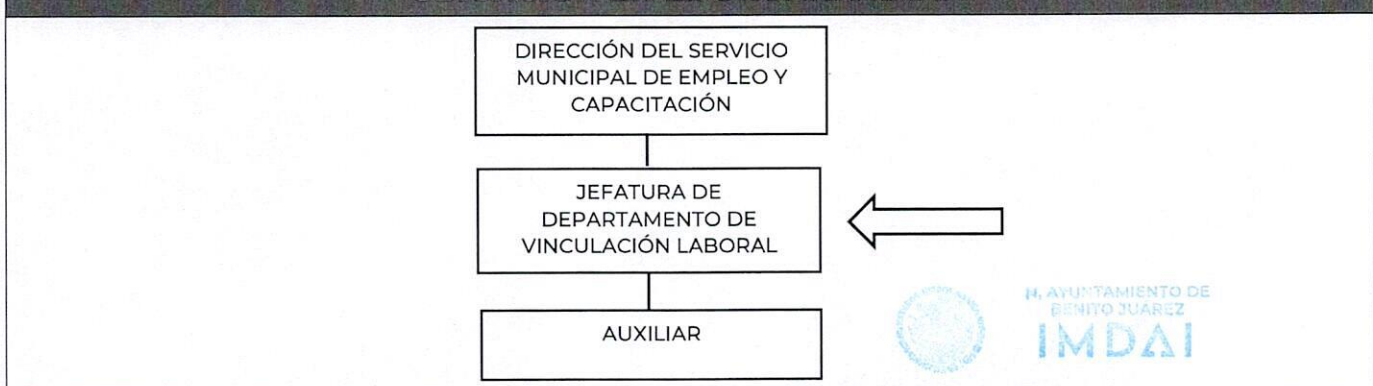 DIRECCIÓN DEL SERVICIO
MUNICIPAL DE EMPLEO Y
CAPACITACIÓN
JEFATURA DE
DEPARTAMENTO DE
VINCULACIÓN LABORAL
AUXILIAR
H. AYUNTAMIENTO DE
BENITO JUÁREZ
IMDAI